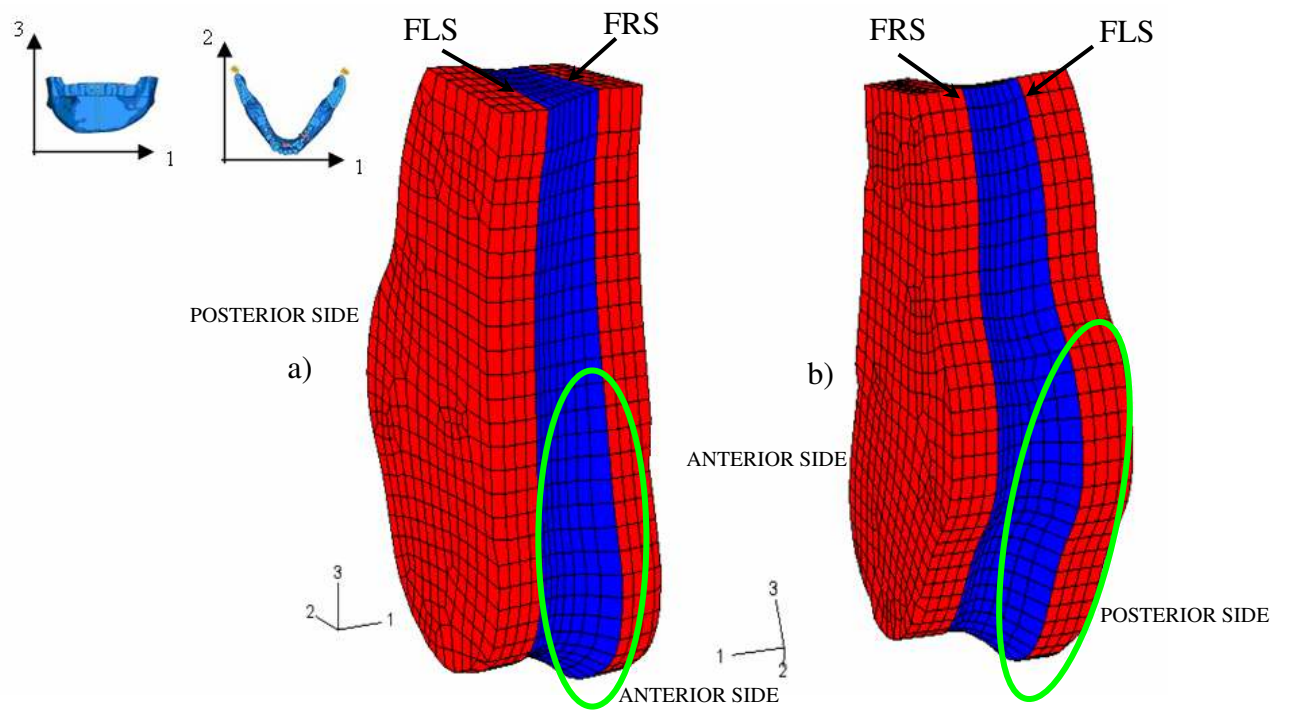 3
1
2
1
FLS
FRS
FRS
FLS
POSTERIOR SIDE
a)
b)
ANTERIOR SIDE
3
2
1
3
1
2
POSTERIOR SIDE
ANTERIOR SIDE